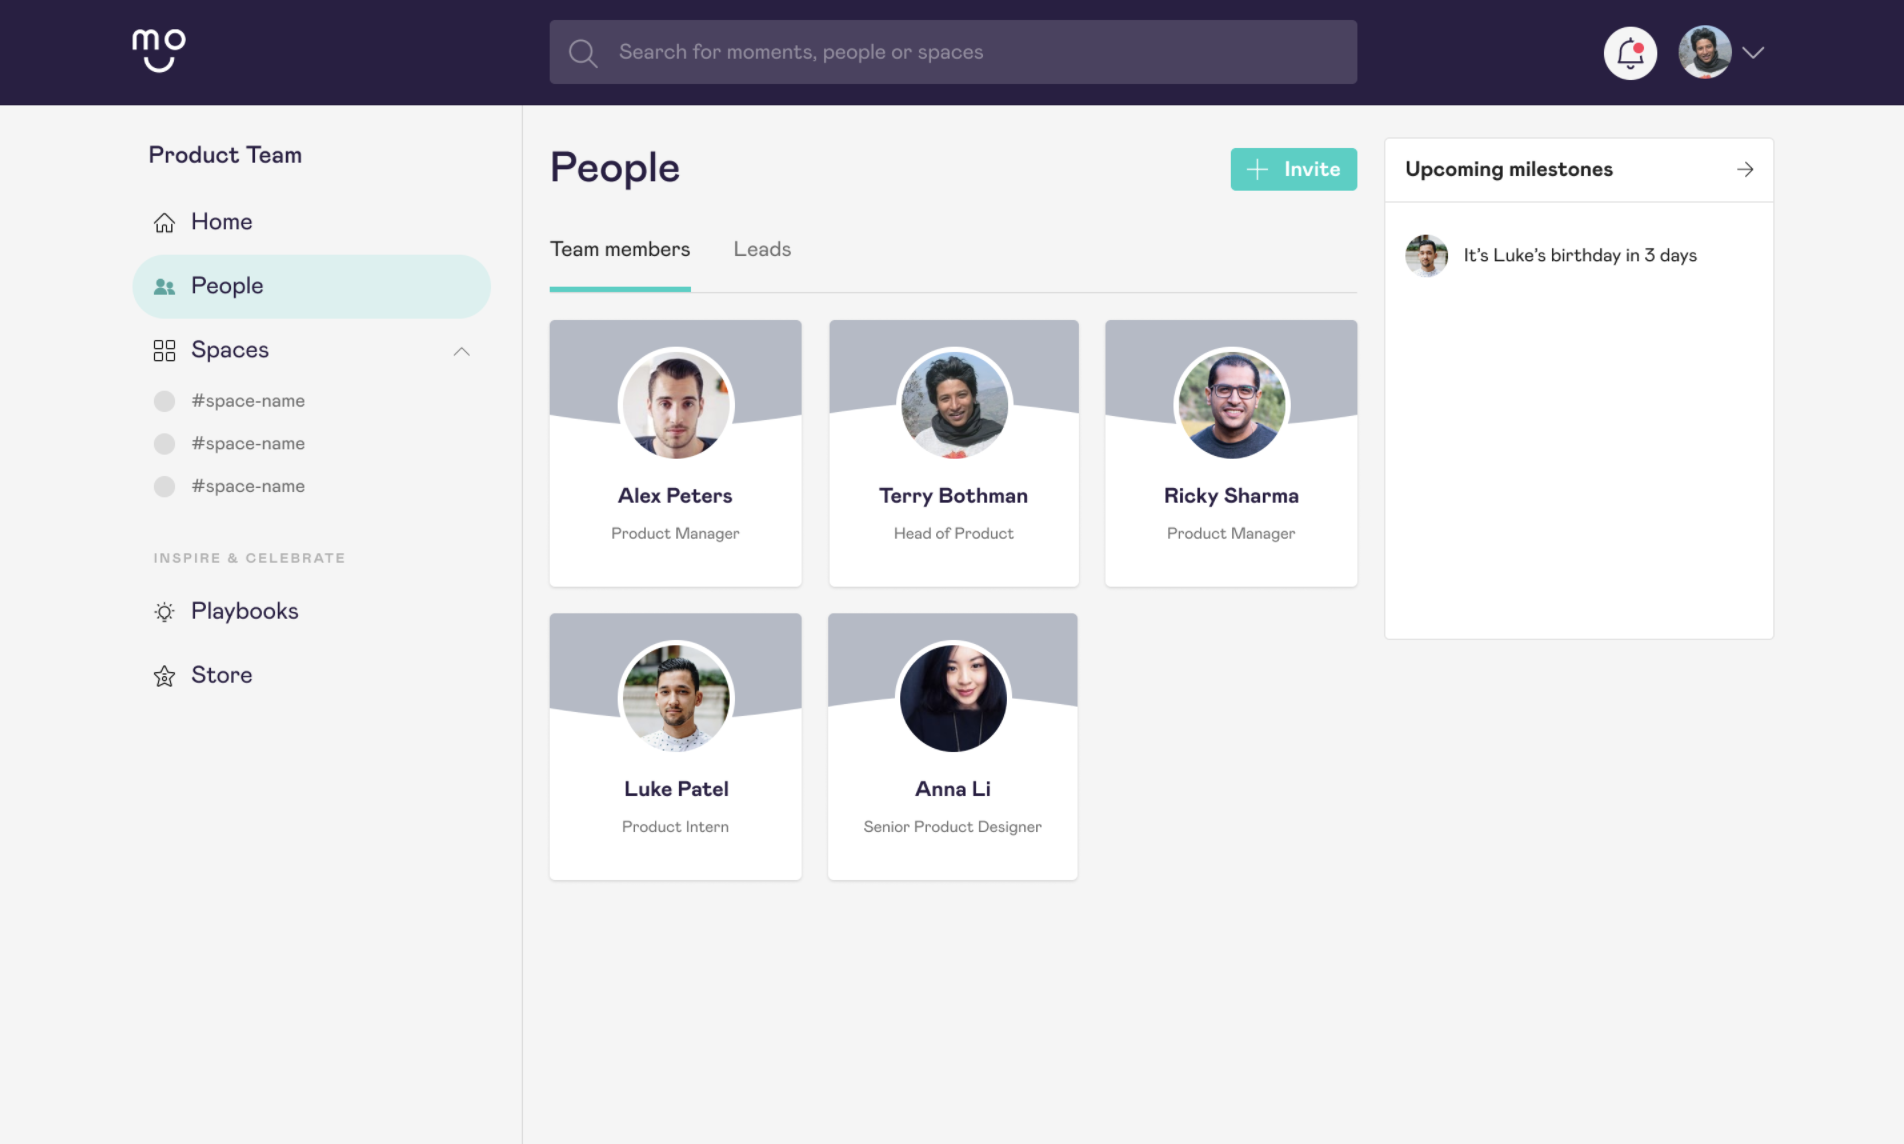 mo
Search for moments, people or spaces
Product Team
Home
People
Spaces
#space-name
#space-name
#space-name
INSPIRE & CELEBRATE
Playbooks
Store
People
Invite
Team members
Leads
Alex Peters
Product Manager
Terry Bothman
Head of Product
Ricky Sharma
Product Manager
Luke Patel
Product Intern
Anna Li
Senior Product Designer
Upcoming milestones
It’s Luke’s birthday in 3 days